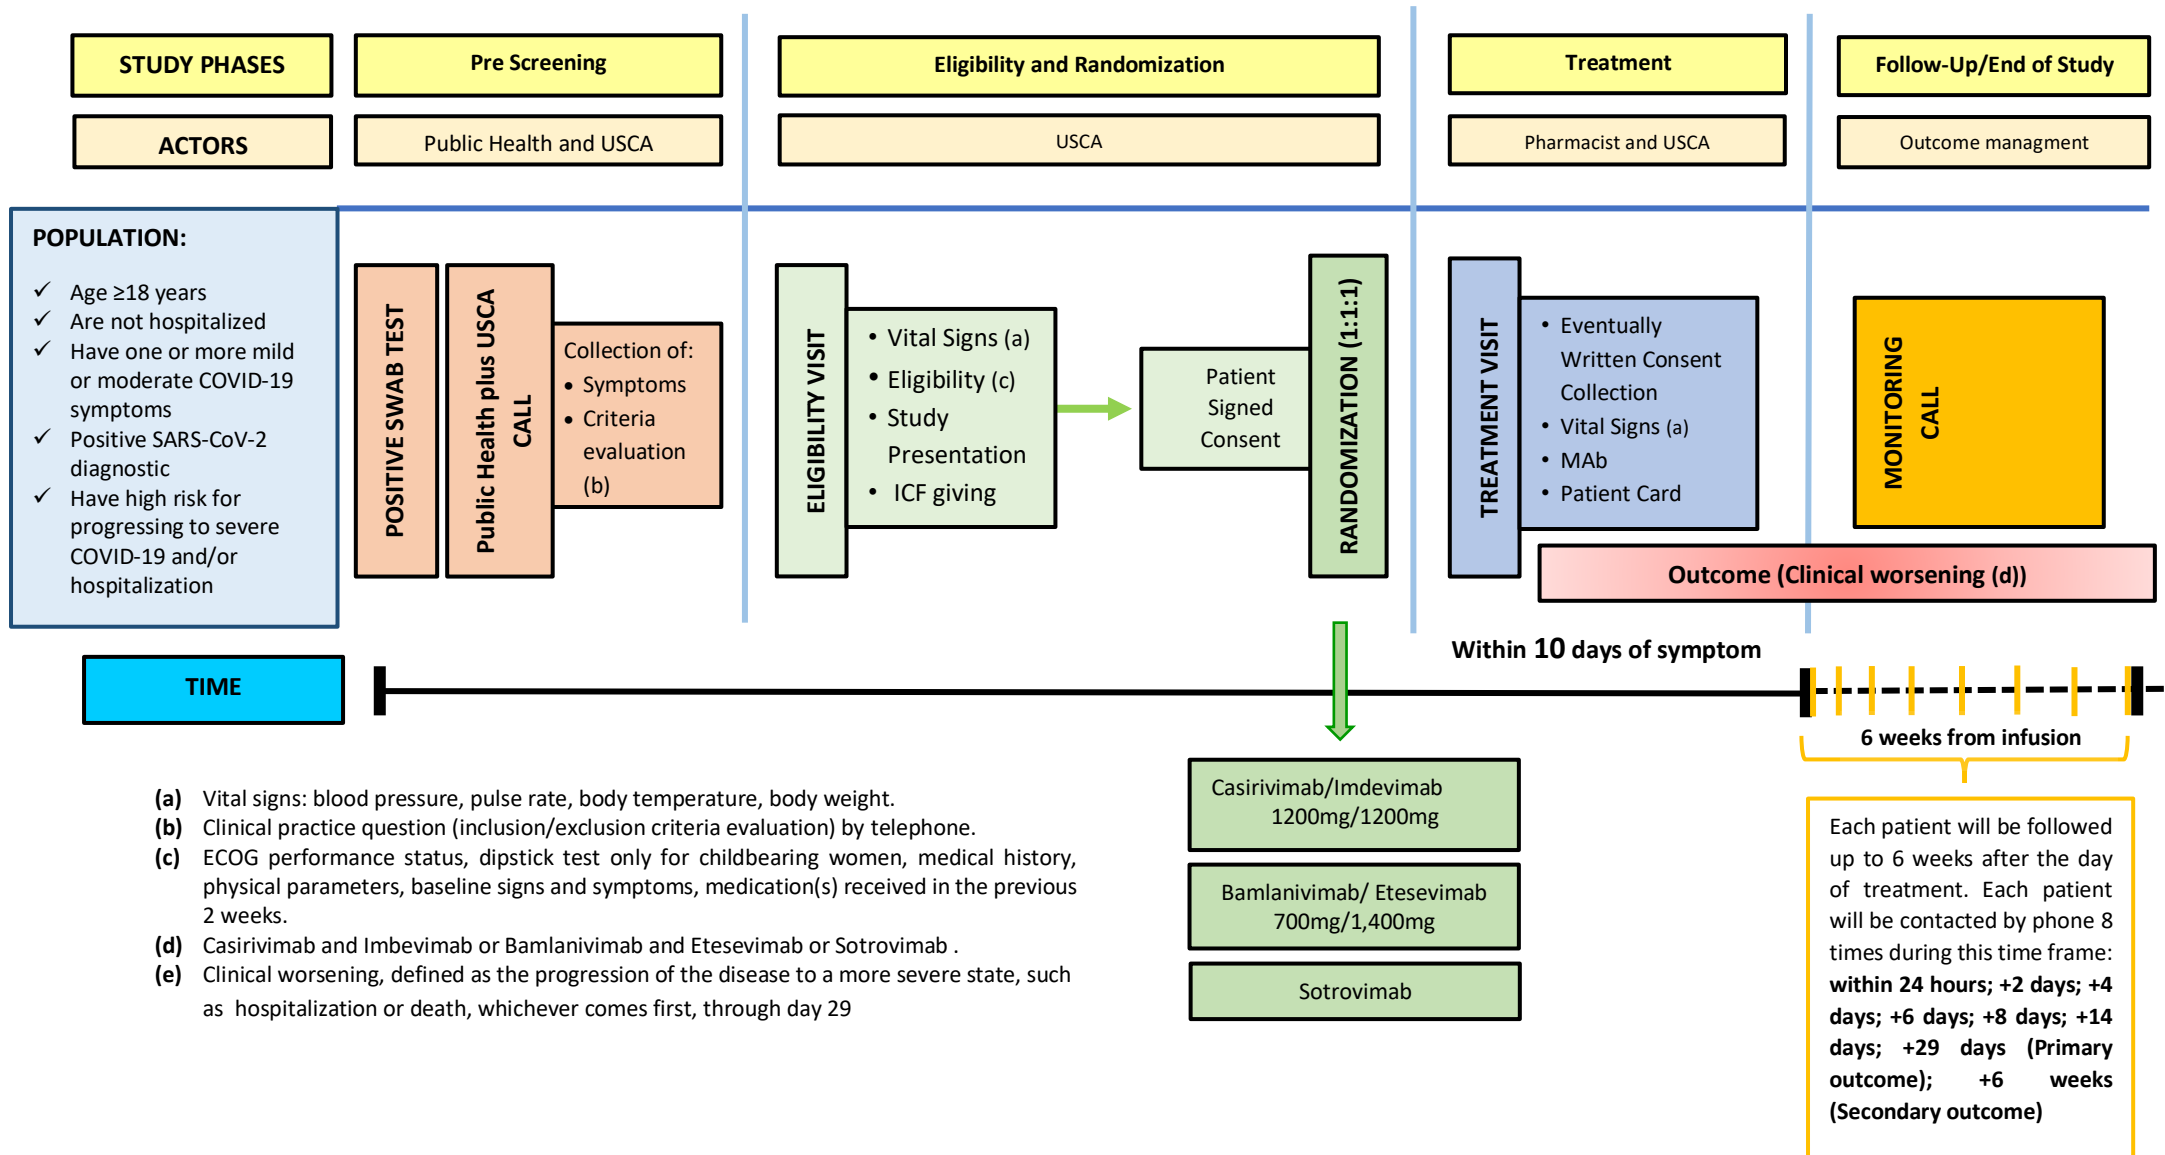 STUDY PHASES
Pre Screening
Eligibility and Randomization
Treatment
Follow-Up/End of Study
ACTORS
Public Health and USCA
USCA
Pharmacist and USCA
Outcome managment
POPULATION:
✓ Age ≥18 years
✓ Are not hospitalized
✓ Have one or more mild
or moderate COVID-19
symptoms
✓ Positive SARS-CoV-2
diagnostic
✓ Have high risk for
progressing to severe
COVID-19 and/or
hospitalization
POSITIVE SWAB TEST
Public Health plus USCA
CALL
Collection of:
• Symptoms
• Criteria
evaluation
(b)
ELIGIBILITY VISIT
• Vital Signs (a)
• Eligibility (c)
• Study
Presentation
• ICF giving
Patient
Signed
Consent
RANDOMIZATION (1:1:1)
TREATMENT VISIT
• Eventually
Written Consent
Collection
• Vital Signs (a)
• MAb
• Patient Card
MONITORING
CALL
Outcome (Clinical worsening (d))
Within 10 days of symptom
TIME
6 weeks from infusion
Casirivimab/Imdevimab
1200mg/1200mg
Bamlanivimab/ Etesevimab
700mg/1,400mg
Sotrovimab
(a) Vital signs: blood pressure, pulse rate, body temperature, body weight.
(b) Clinical practice question (inclusion/exclusion criteria evaluation) by telephone.
(c) ECOG performance status, dipstick test only for childbearing women, medical history,
physical parameters, baseline signs and symptoms, medication(s) received in the previous
2 weeks.
(d) Casirivimab and Imbevimab or Bamlanivimab and Etesevimab or Sotrovimab .
(e) Clinical worsening, defined as the progression of the disease to a more severe state, such
as hospitalization or death, whichever comes first, through day 29
Each patient will be followed
up to 6 weeks after the day
of treatment. Each patient
will be contacted by phone 8
times during this time frame:
within 24 hours; +2 days; +4
days; +6 days; +8 days; +14
days; +29 days (Primary
outcome); +6 weeks
(Secondary outcome)